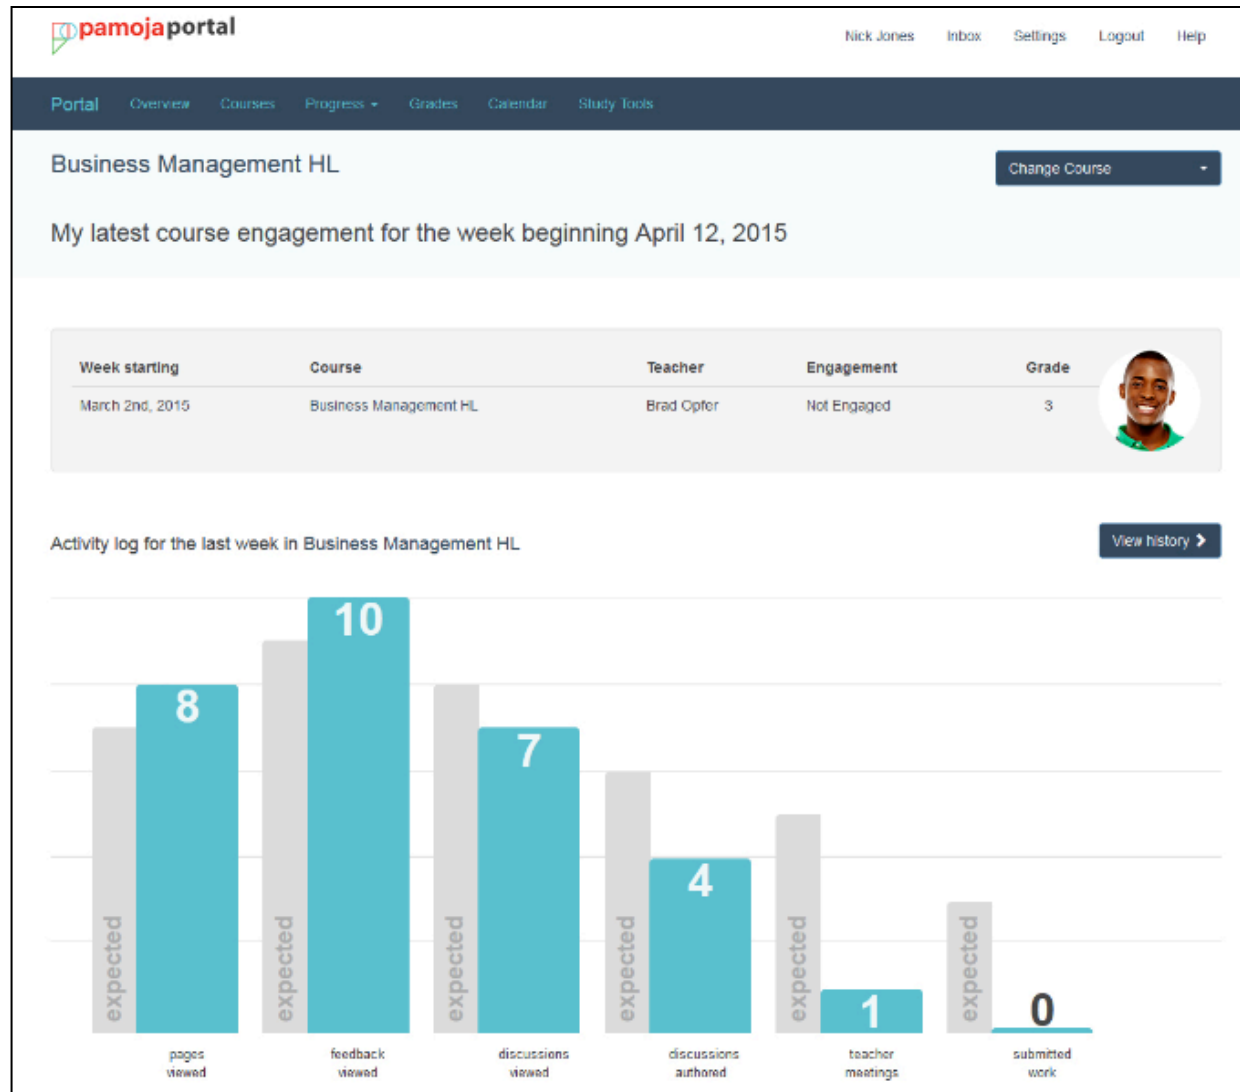 pamojaportal
Nick Jones Inbox Settings Logout Help
Portal Overview Courses Progress Grades Calendar Study Tools
Business Management HL
Change Course
My latest course engagement for the week beginning April 12, 2015
Week starting Course Teacher Engagement Grade
March 2nd, 2015 Business Management HL Brad Opfer Not Engaged 3
Activity log for the last week in Business Management HL
View history
expected
8
expected
10
expected
7
expected
4
expected
1
expected
0
pages
viewed
feedback
viewed
discussions
viewed
discussions
authored
teacher
meetings
submitted
work